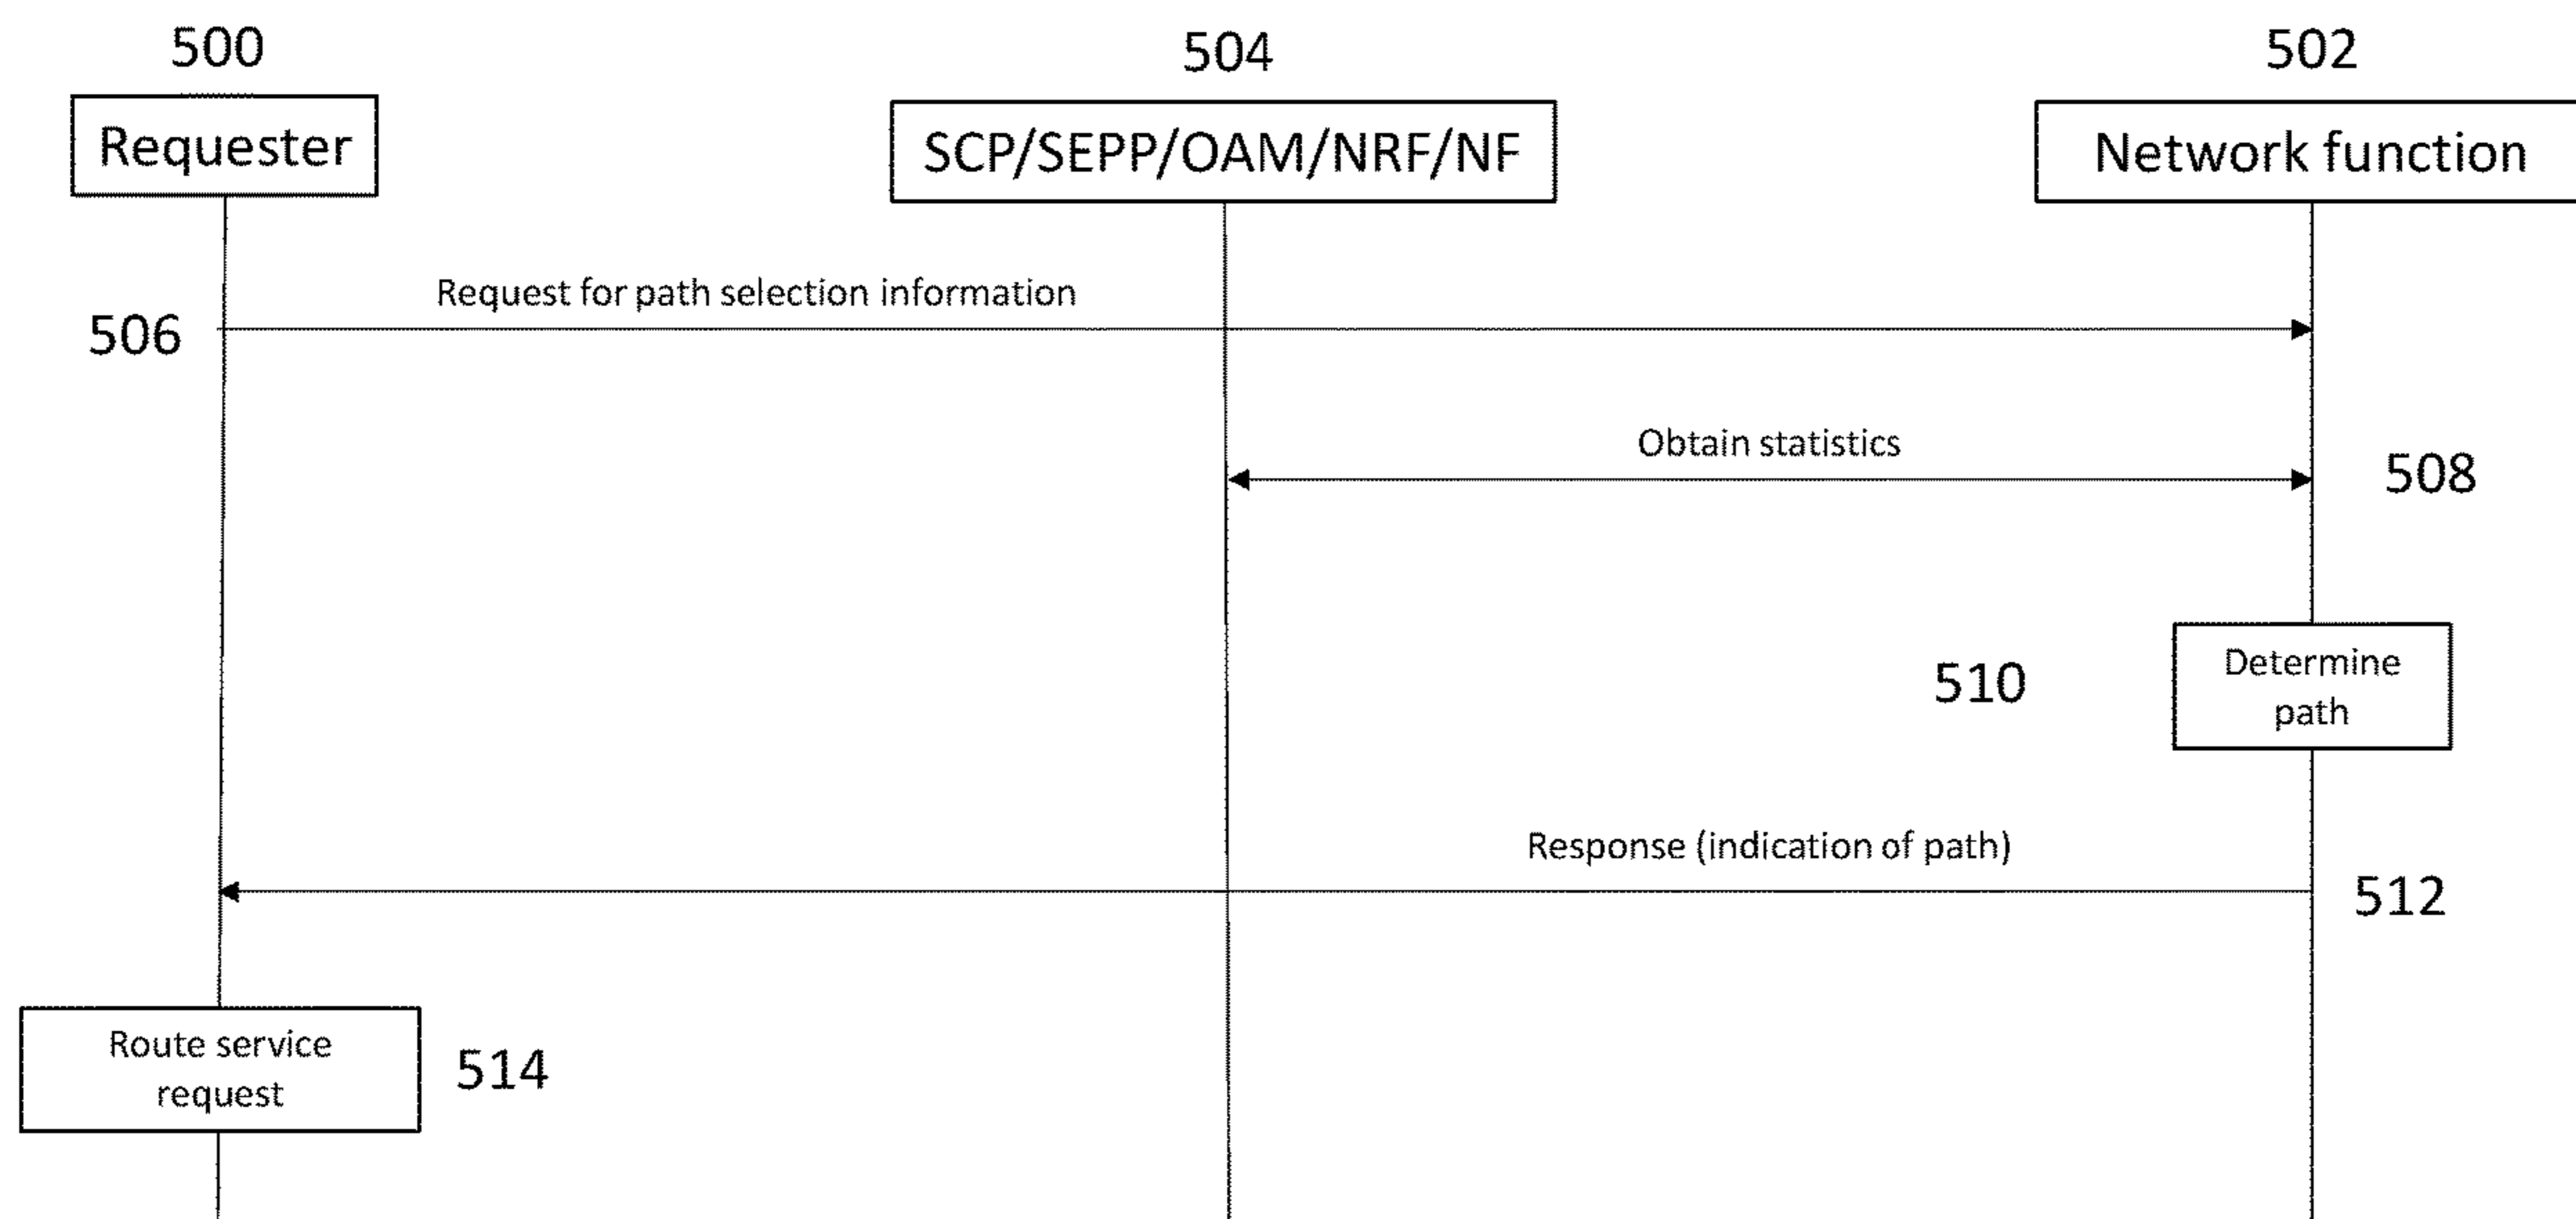 500
504
502
Requester
SCP/SEPP/OAM/NRF/NF
Network function
Request for path selection information
506
Obtain statistics
508
Determine
path
510
Response (indication of path)
512
Route service
request
514